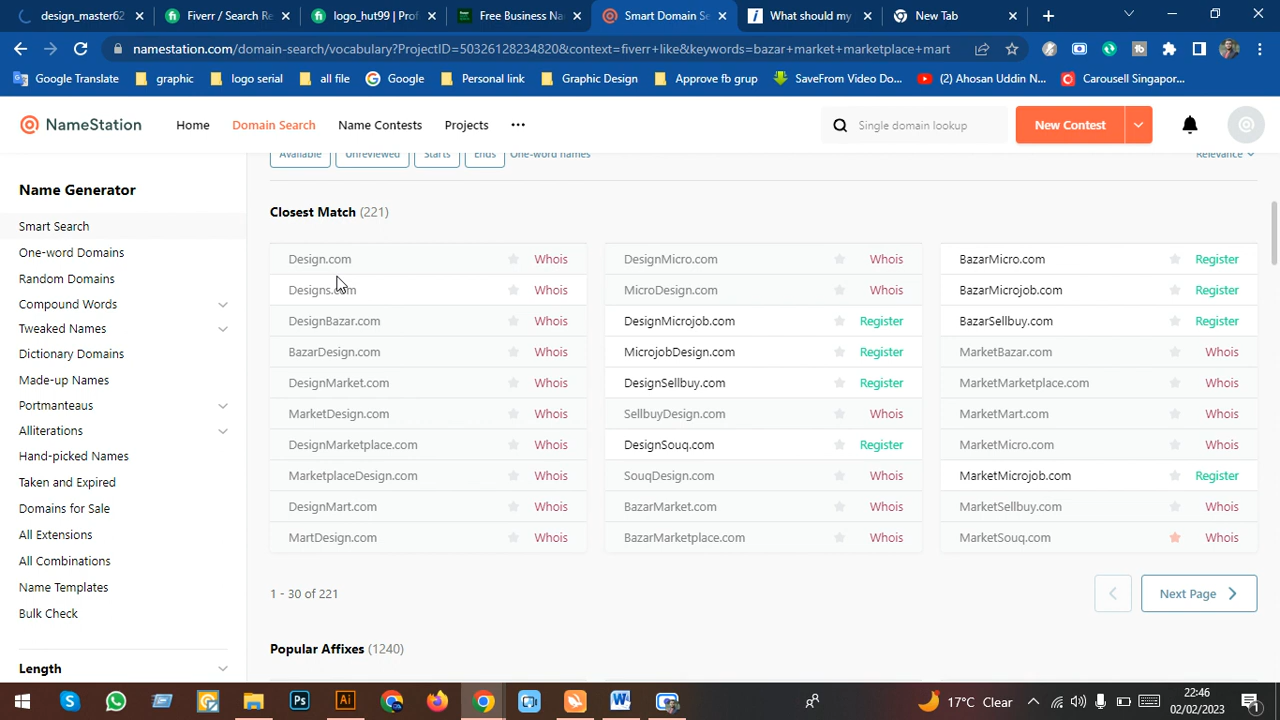 design_master62
Fiverr / Search Re
logo_hut99 | Prof
Free Business Na
Smart Domain Se
What should my
New Tab
namestation.com/domain-search/vocabulary?ProjectID=50326128234820&context=fiverr+like&keywords=bazar+market+marketplace+mart
Google Translate
graphic
logo serial
all file
Google
Personal link
Graphic Design
Approve fb grup
SaveFrom Video Do...
(2) Ahosan Uddin N...
Carousell Singapor...
NameStation
Home
Domain Search
Name Contests
Projects
Single domain lookup
New Contest
Available
Unreviewed
Starts
Ends
One-word names
Relevance
Name Generator
Smart Search
One-word Domains
Random Domains
Compound Words
Tweaked Names
Dictionary Domains
Made-up Names
Portmanteaus
Alliterations
Hand-picked Names
Taken and Expired
Domains for Sale
All Extensions
All Combinations
Name Templates
Bulk Check
Length
Closest Match (221)
Design.com Whois
Designs.com Whois
DesignBazar.com Whois
BazarDesign.com Whois
DesignMarket.com Whois
MarketDesign.com Whois
DesignMarketplace.com Whois
MarketplaceDesign.com Whois
DesignMart.com Whois
MartDesign.com Whois
DesignMicro.com Whois
MicroDesign.com Whois
DesignMicrojob.com Register
MicrojobDesign.com Register
DesignSellbuy.com Register
SellbuyDesign.com Whois
DesignSouq.com Register
SouqDesign.com Whois
BazarMarket.com Whois
BazarMarketplace.com Whois
BazarMicro.com Register
BazarMicrojob.com Register
BazarSellbuy.com Register
MarketBazar.com Whois
MarketMarketplace.com Whois
MarketMart.com Whois
MarketMicro.com Whois
MarketMicrojob.com Register
MarketSellbuy.com Whois
MarketSouq.com Whois
1 - 30 of 221
Next Page
Popular Affixes (1240)
17°C Clear
22:46
02/02/2023